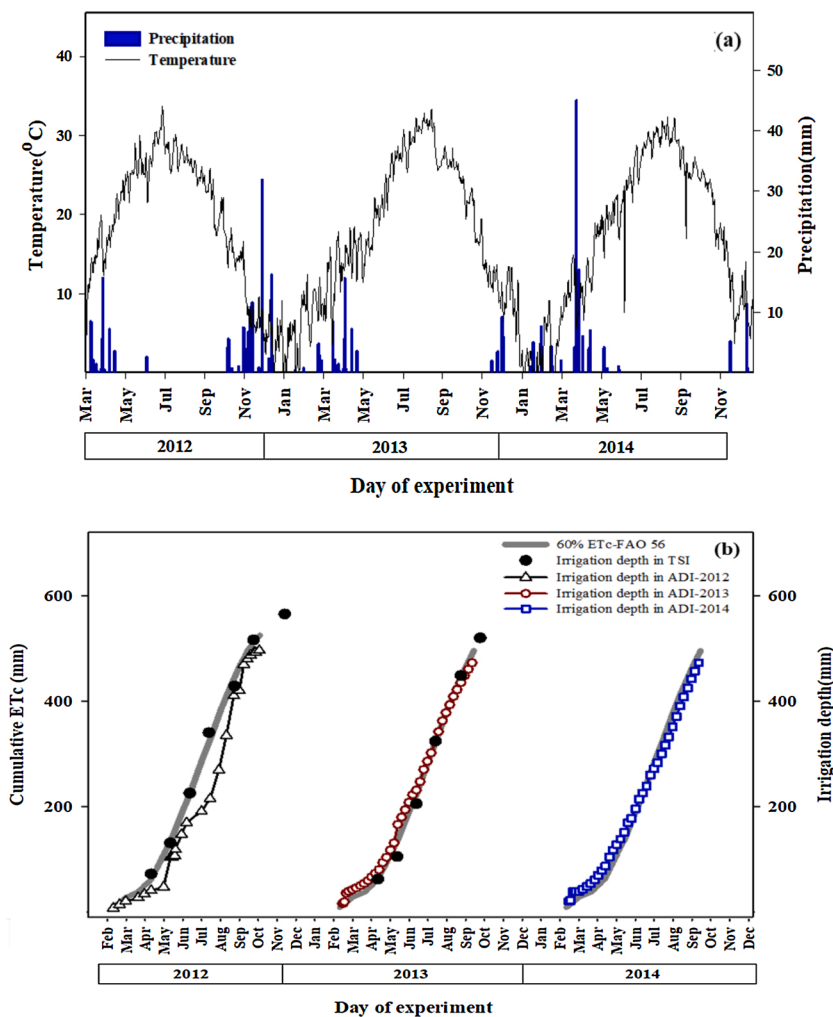 Precipitation
Temperature
(a)
Temperature(⁰C)
40
30
20
10
Precipitation(mm)
50
40
30
20
10
Mar May Jul Sep Nov Jan Mar May Jul Sep Nov Jan Mar May Jul Sep Nov
2012 2013 2014
Day of experiment
60% ETc-FAO 56
Irrigation depth in TSI
Irrigation depth in ADI-2012
Irrigation depth in ADI-2013
Irrigation depth in ADI-2014
(b)
Cumulative ETc (mm)
600
400
200
Irrigation depth(mm)
600
400
200
Feb Mar Apr May Jun Jul Aug Sep Oct Nov Dec Jan Feb Mar Apr May Jun Jul Aug Sep Oct Nov Dec Jan Feb Mar Apr May Jun Jul Aug Sep Oct Nov Dec
2012 2013 2014
Day of experiment